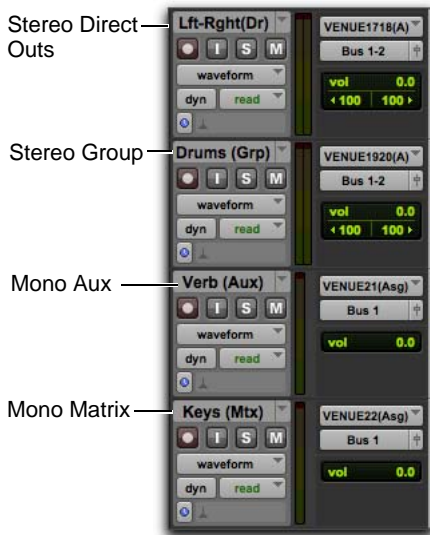 Stereo Direct
Outs
Lft-Rght(Dr)
I S M
waveform
dyn read
VENUE1718(A)
Bus 1-2
vol 0.0
100 100
Stereo Group
Drums (Grp)
I S M
waveform
dyn read
VENUE1920(A)
Bus 1-2
vol 0.0
100 100
Mono Aux
Verb (Aux)
I S M
waveform
dyn read
VENUE21(Asg)
Bus 1
vol 0.0
Mono Matrix
Keys (Mtx)
I S M
waveform
dyn read
VENUE22(Asg)
Bus 1
vol 0.0